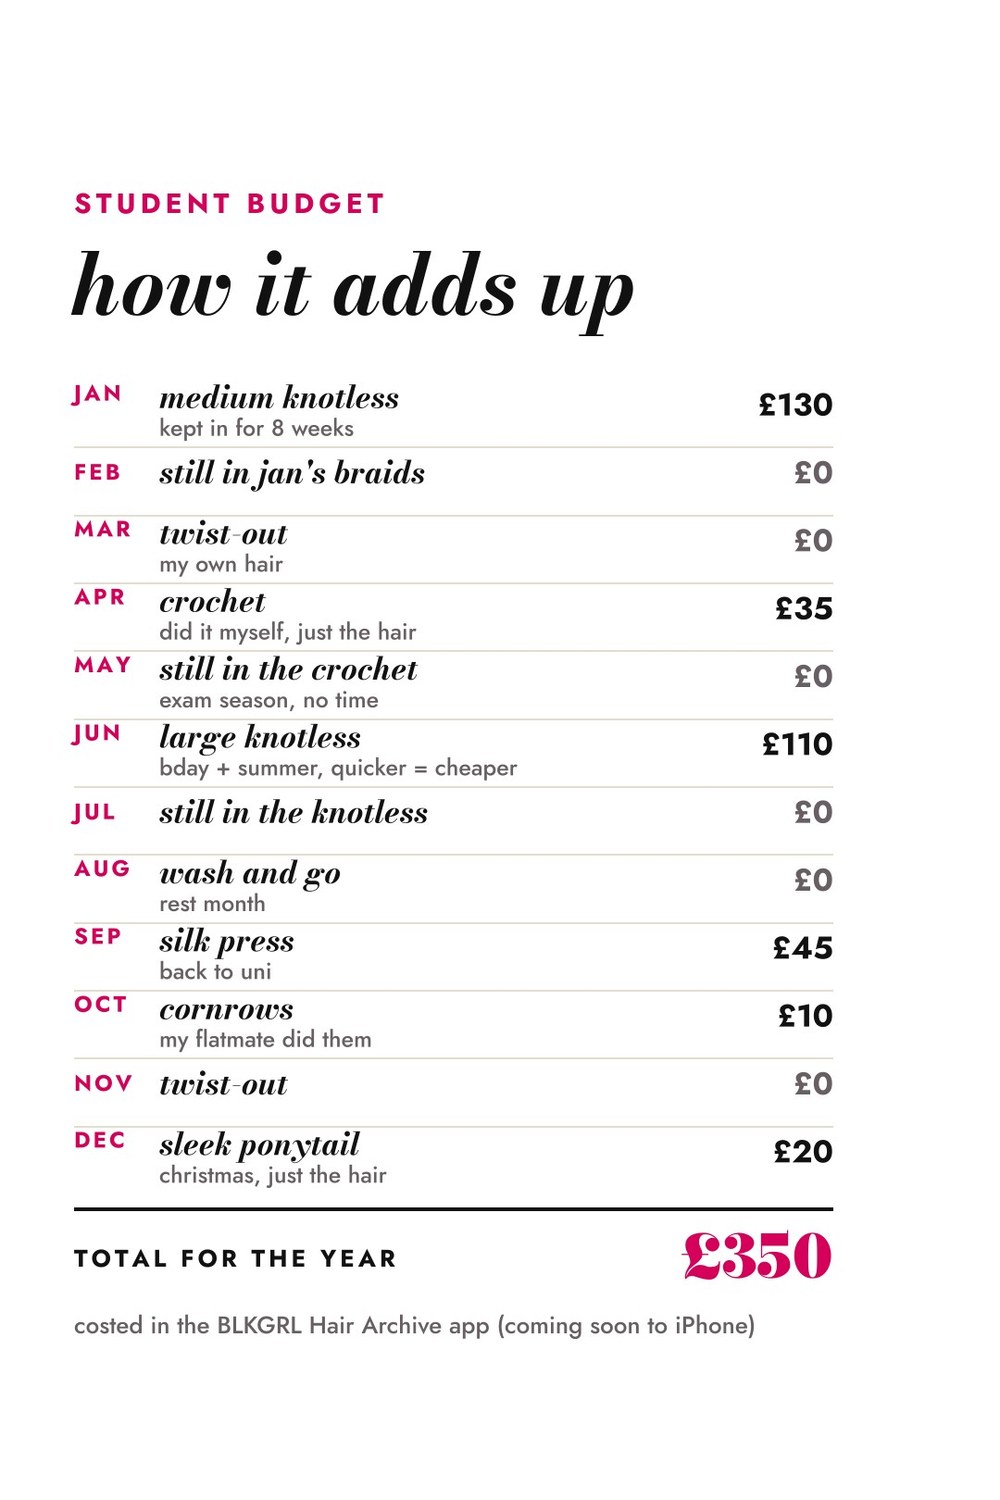 STUDENT BUDGET
how it adds up
JAN medium knotless £130
kept in for 8 weeks
FEB still in jan's braids £0
MAR twist-out £0
my own hair
APR crochet £35
did it myself, just the hair
MAY still in the crochet £0
exam season, no time
JUN large knotless £110
bday + summer, quicker = cheaper
JUL still in the knotless £0
AUG wash and go £0
rest month
SEP silk press £45
back to uni
OCT cornrows £10
my flatmate did them
NOV twist-out £0
DEC sleek ponytail £20
christmas, just the hair
TOTAL FOR THE YEAR £350
costed in the BLKGRL Hair Archive app (coming soon to iPhone)